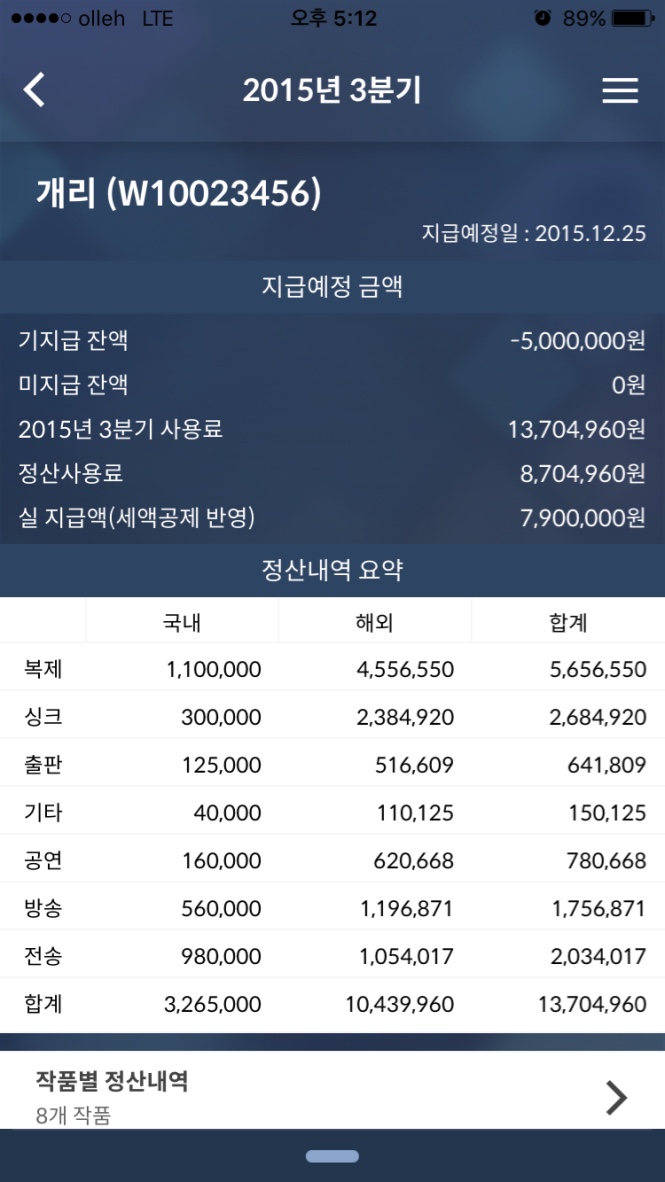 olleh LTE 오후 5:12 89%
2015년 3분기
개리 (W10023456)
지급예정일 : 2015.12.25
지급예정 금액
기지급 잔액 -5,000,000원
미지급 잔액 0원
2015년 3분기 사용료 13,704,960원
정산사용료 8,704,960원
실 지급액(세액공제 반영) 7,900,000원
정산내역 요약
국내 해외 합계
복제 1,100,000 4,556,550 5,656,550
싱크 300,000 2,384,920 2,684,920
출판 125,000 516,609 641,809
기타 40,000 110,125 150,125
공연 160,000 620,668 780,668
방송 560,000 1,196,871 1,756,871
전송 980,000 1,054,017 2,034,017
합계 3,265,000 10,439,960 13,704,960
작품별 정산내역
8개 작품